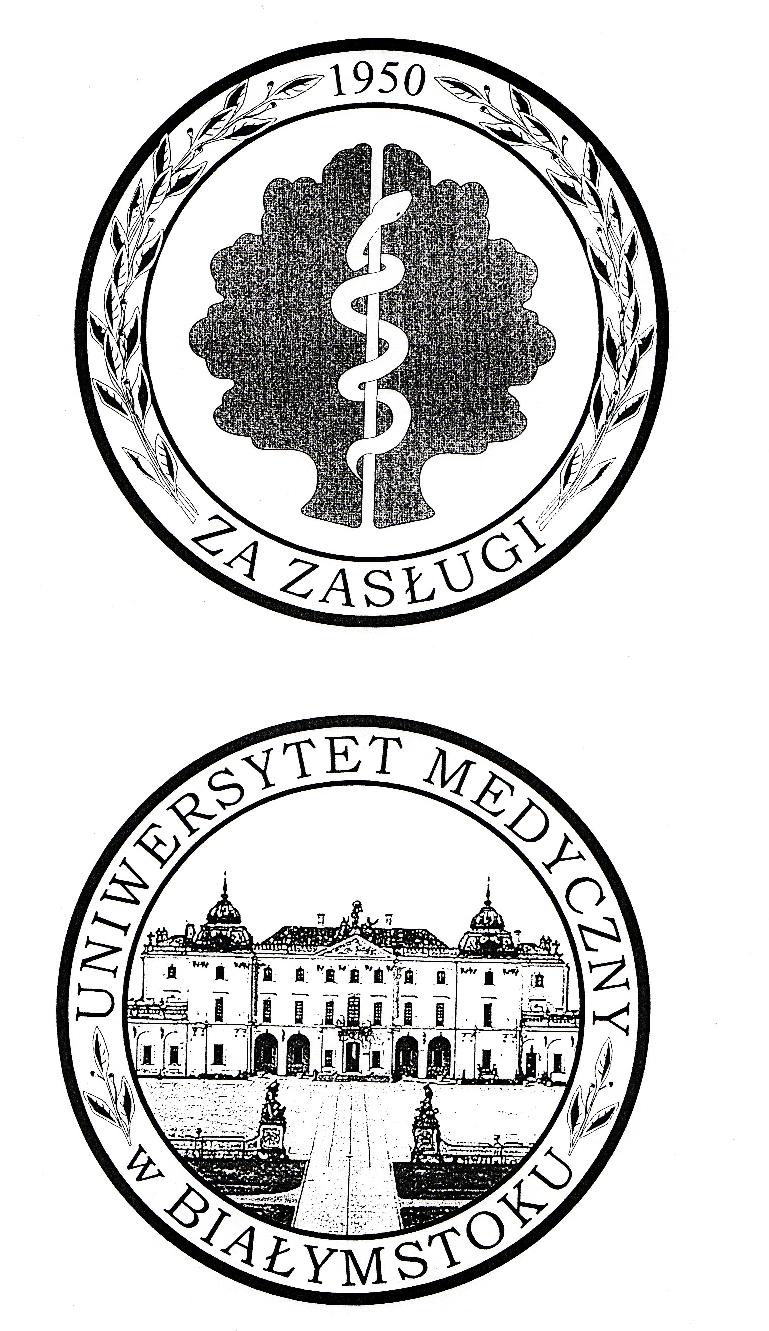 1950
ZA ZASŁUGI
UNIWERSYTET MEDYCZNY
W BIAŁYMSTOKU